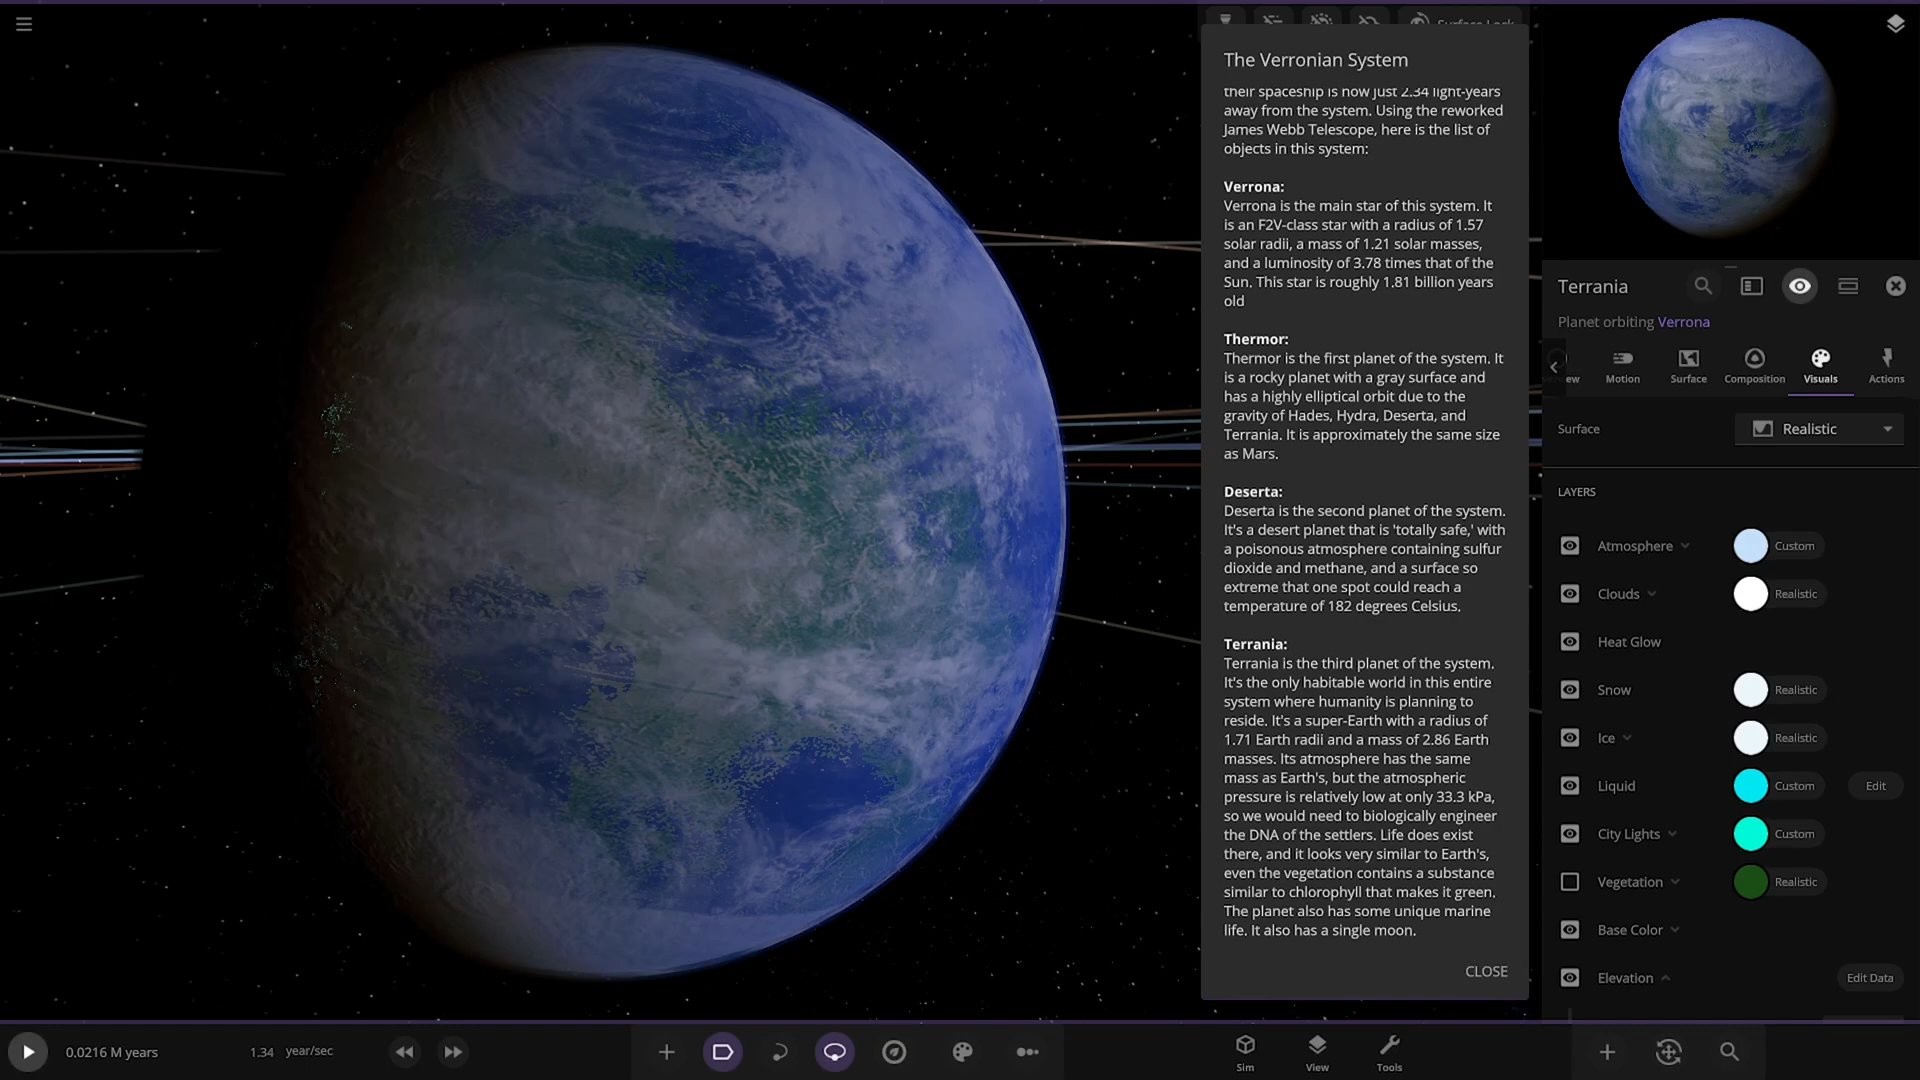 Surface Lock
The Verronian System
their spaceship is now just 2.34 light-years
away from the system. Using the reworked
James Webb Telescope, here is the list of
objects in this system:
Verrona:
Verrona is the main star of this system. It
is an F2V-class star with a radius of 1.57
solar radii, a mass of 1.21 solar masses,
and a luminosity of 3.78 times that of the
Sun. This star is roughly 1.81 billion years
old
Thermor:
Thermor is the first planet of the system. It
is a rocky planet with a gray surface and
has a highly elliptical orbit due to the
gravity of Hades, Hydra, Deserta, and
Terrania. It is approximately the same size
as Mars.
Deserta:
Deserta is the second planet of the system.
It's a desert planet that is 'totally safe,' with
a poisonous atmosphere containing sulfur
dioxide and methane, and a surface so
extreme that one spot could reach a
temperature of 182 degrees Celsius.
Terrania:
Terrania is the third planet of the system.
It's the only habitable world in this entire
system where humanity is planning to
reside. It's a super-Earth with a radius of
1.71 Earth radii and a mass of 2.86 Earth
masses. Its atmosphere has the same
mass as Earth's, but the atmospheric
pressure is relatively low at only 33.3 kPa,
so we would need to biologically engineer
the DNA of the settlers. Life does exist
there, and it looks very similar to Earth's,
even the vegetation contains a substance
similar to chlorophyll that makes it green.
The planet also has some unique marine
life. It also has a single moon.
CLOSE
Terrania
Planet orbiting Verrona
ew Motion Surface Composition Visuals Actions
Surface Realistic
LAYERS
Atmosphere Custom
Clouds Realistic
Heat Glow
Snow Realistic
Ice Realistic
Liquid Custom Edit
City Lights Custom
Vegetation Realistic
Base Color
Elevation Edit Data
0.0216 M years 1.34 year/sec
Sim View Tools